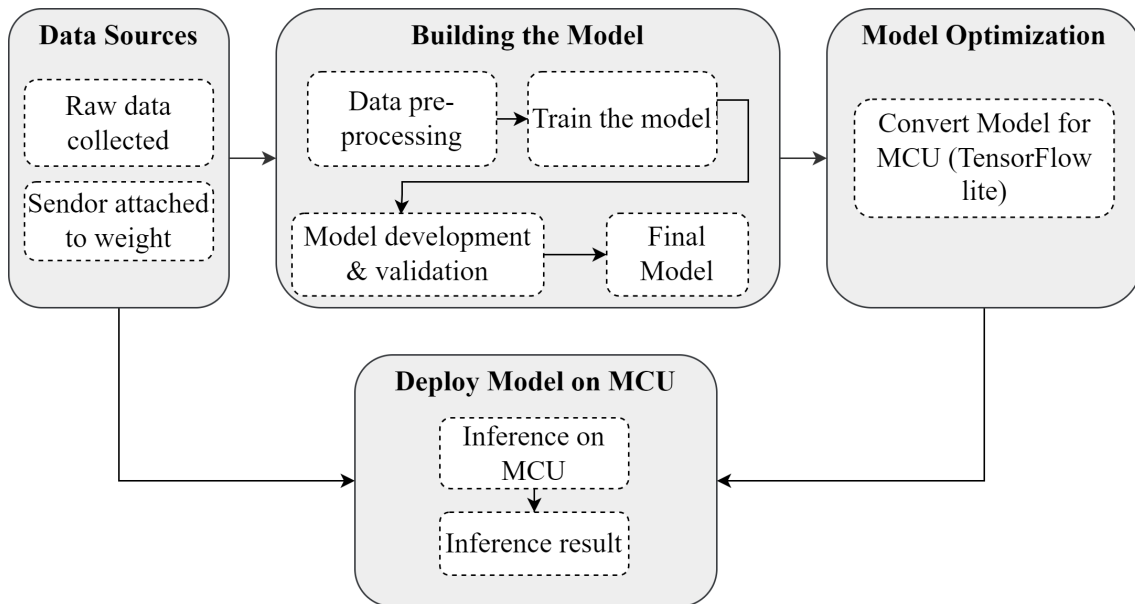 Data Sources
Raw data
collected
Sendor attached
to weight
Building the Model
Data pre-
processing
Train the model
Model development
& validation
Final
Model
Model Optimization
Convert Model for
MCU (TensorFlow
lite)
Deploy Model on MCU
Inference on
MCU
Inference result